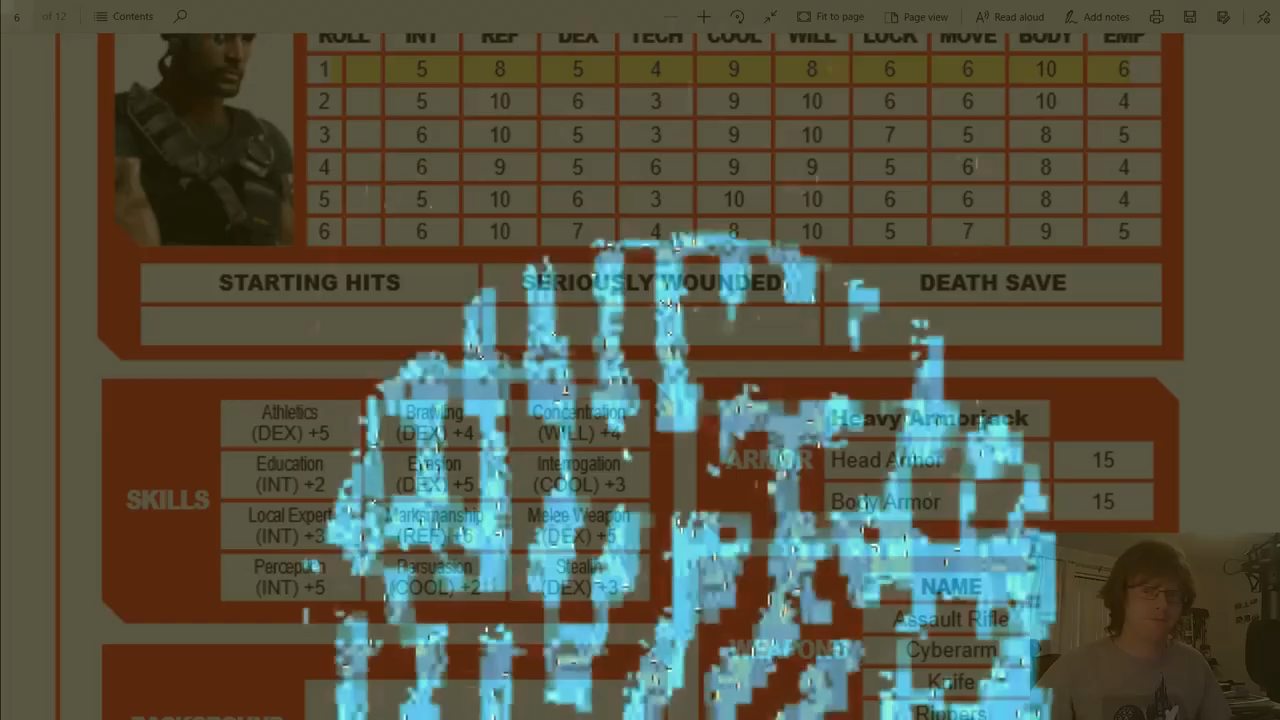 6 of 12 Contents Fit to page Page view Read aloud Add notes
ROLL INT REF DEX TECH COOL WILL LUCK MOVE BODY EMP
1 5 8 5 4 9 8 6 6 10 6
2 5 10 6 3 9 10 6 6 10 4
3 6 10 5 3 9 10 7 5 8 5
4 6 9 5 6 9 9 5 6 8 4
5 5 10 6 3 10 10 6 6 8 4
6 6 10 7 4 8 10 5 7 9 5
STARTING HITS SERIOUSLY WOUNDED DEATH SAVE
SKILLS
Athletics Brawling Concentration
(DEX) +5 (DEX) +4 (WILL) +4
Education Evasion Interrogation
(INT) +2 (DEX) +5 (COOL) +3
Local Expert Marksmanship Melee Weapon
(INT) +3 (REF) +6 (DEX) +5
Perception Persuasion Stealth
(INT) +5 (COOL) +2 (DEX) +3
ARMOR
Heavy Armorjack
Head Armor 15
Body Armor 15
WEAPONS
NAME
Assault Rifle
Cyberarm
Knife
Rippers
BACKGROUND